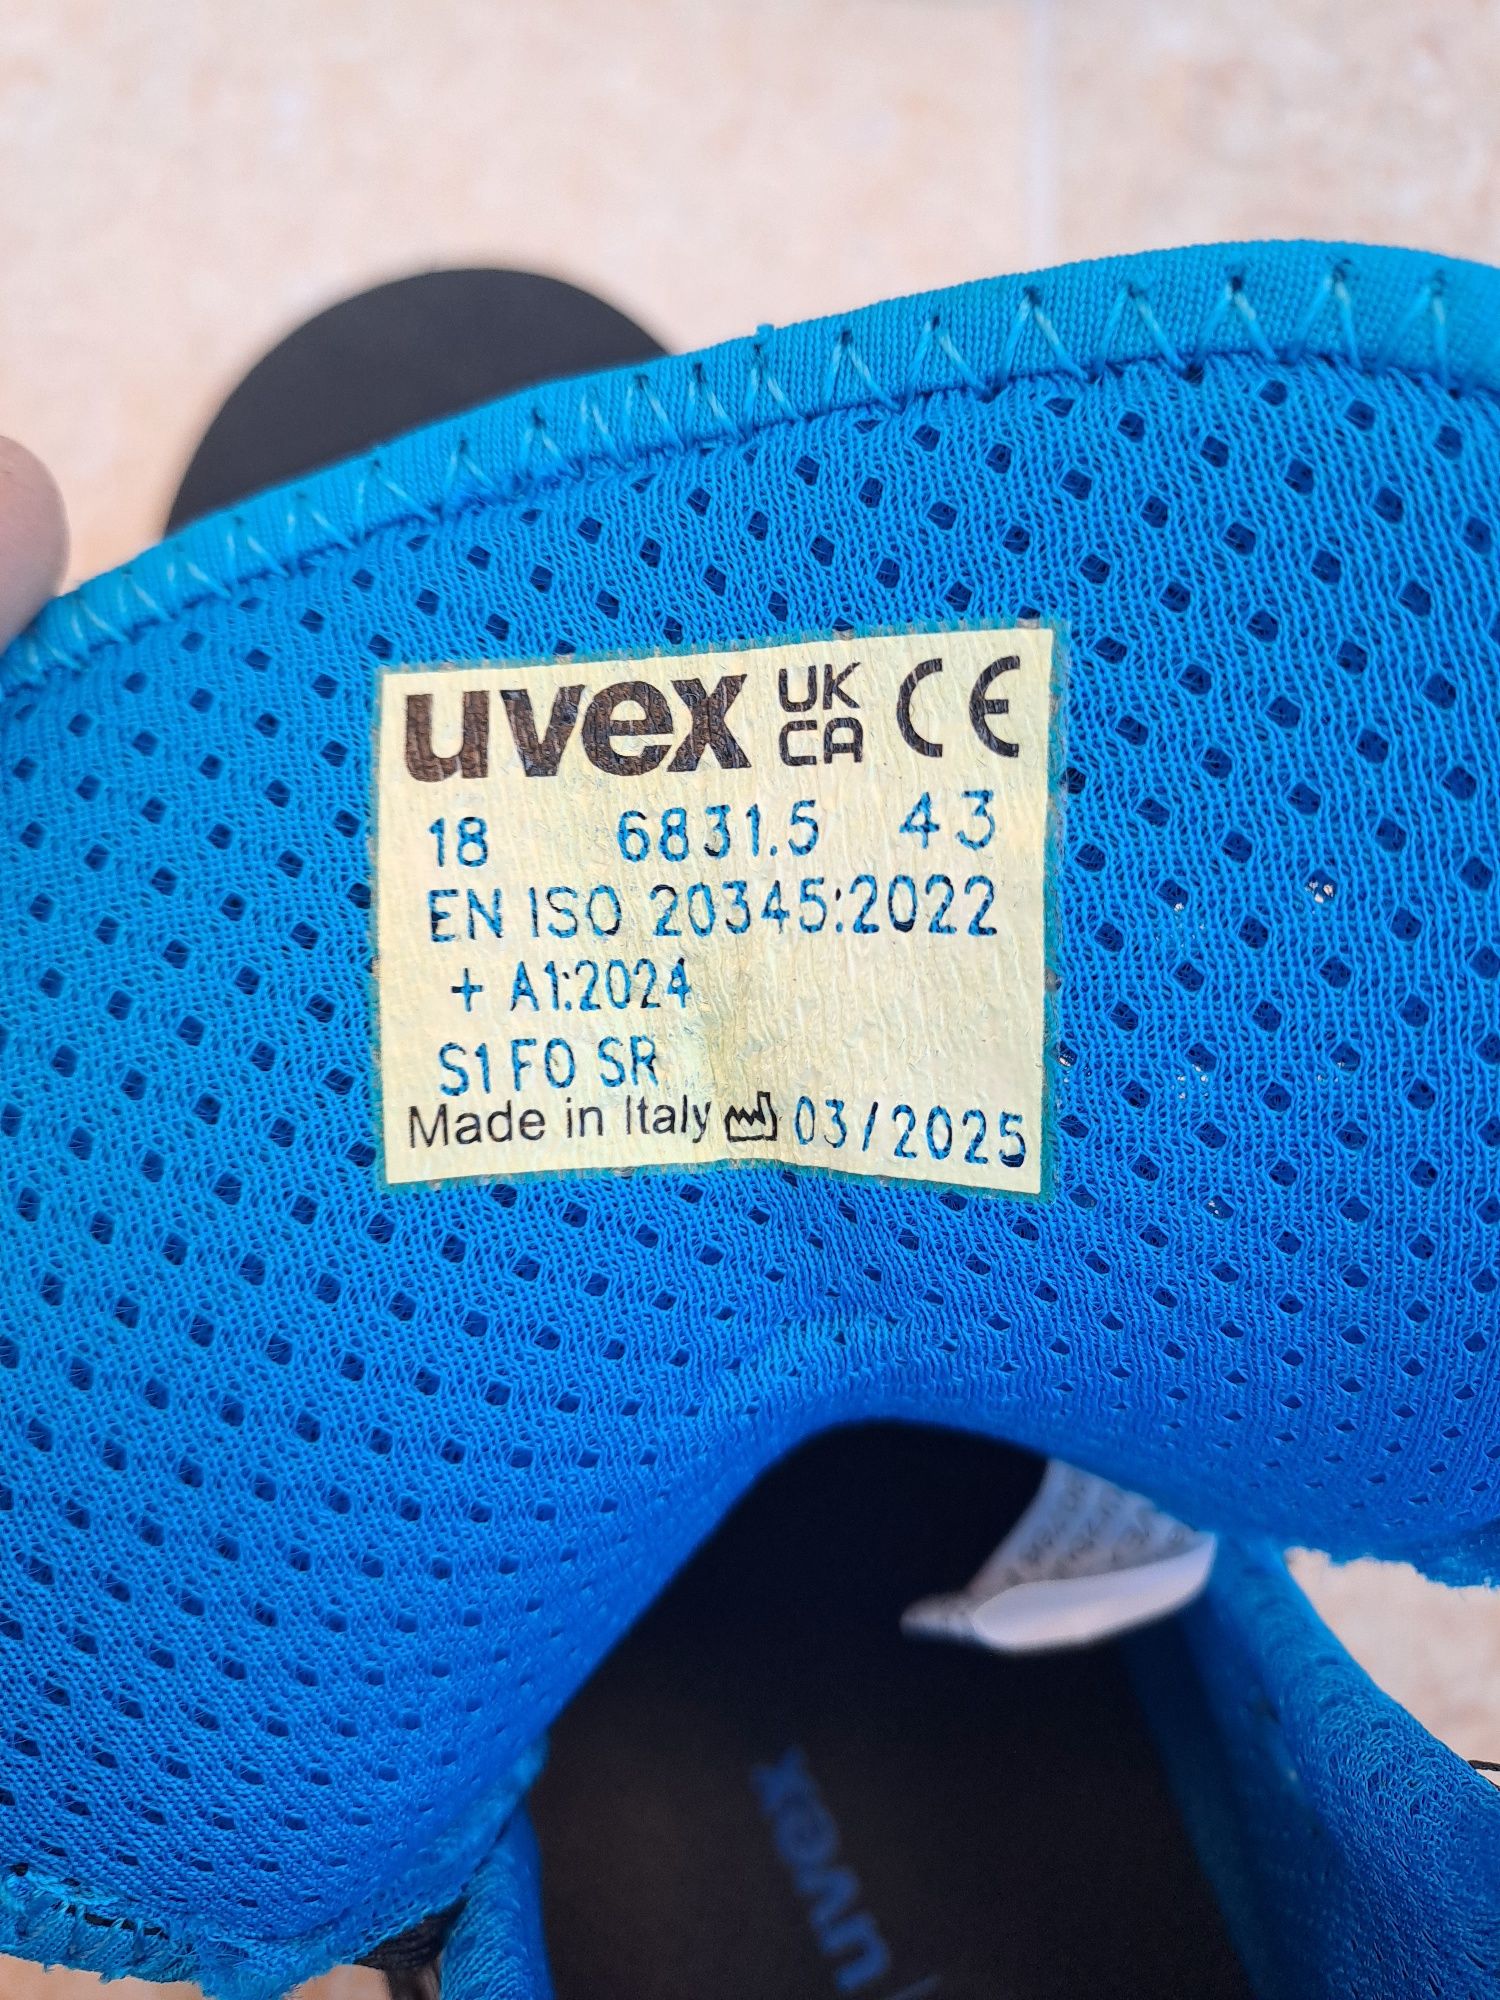 uvex UK CA CE
18 6831.5 43
EN ISO 20345:2022
+ A1:2024
S1 FO SR
Made in Italy 03/2025
uvex